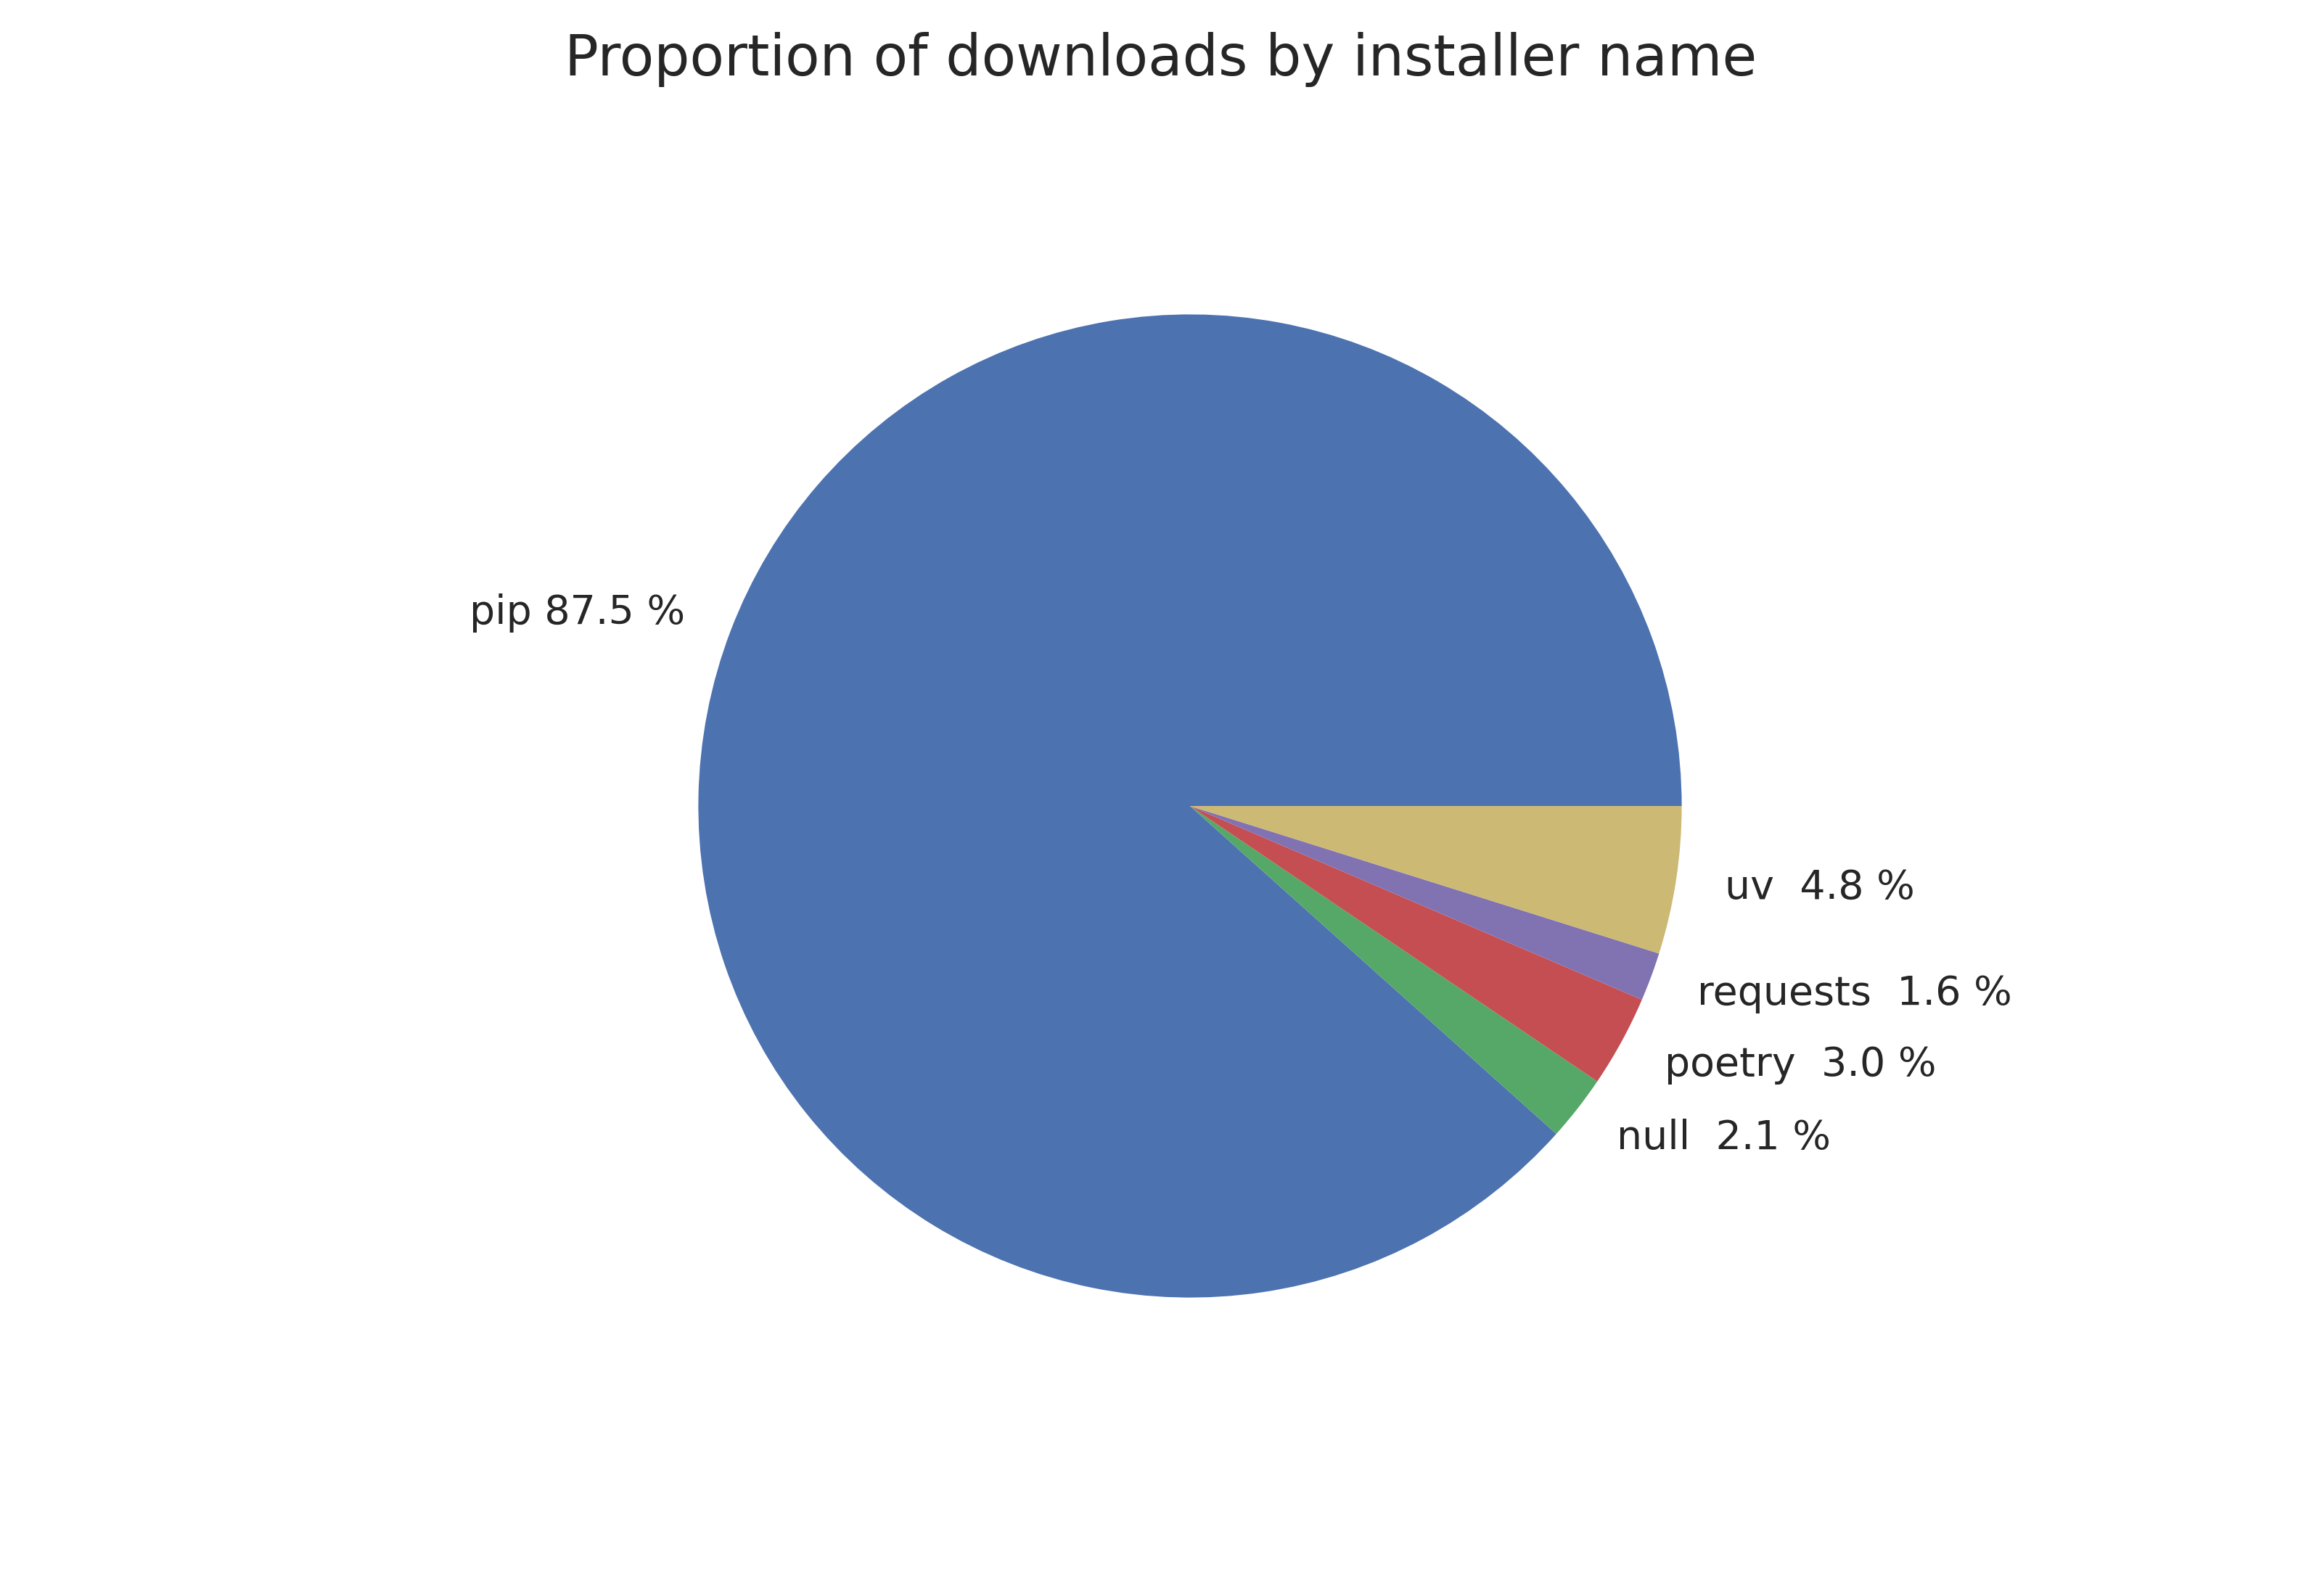 Proportion of downloads by installer name
pip 87.5 %
uv  4.8 %
requests  1.6 %
poetry  3.0 %
null  2.1 %